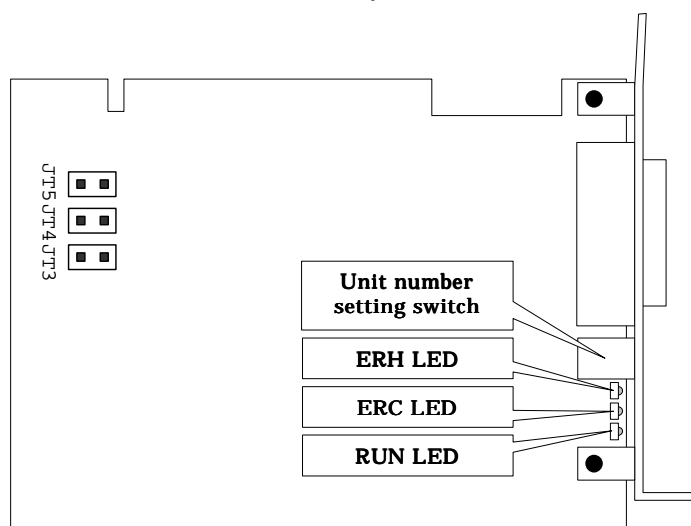 JT5
JT4
JT3
Unit number
setting switch
ERH LED
ERC LED
RUN LED